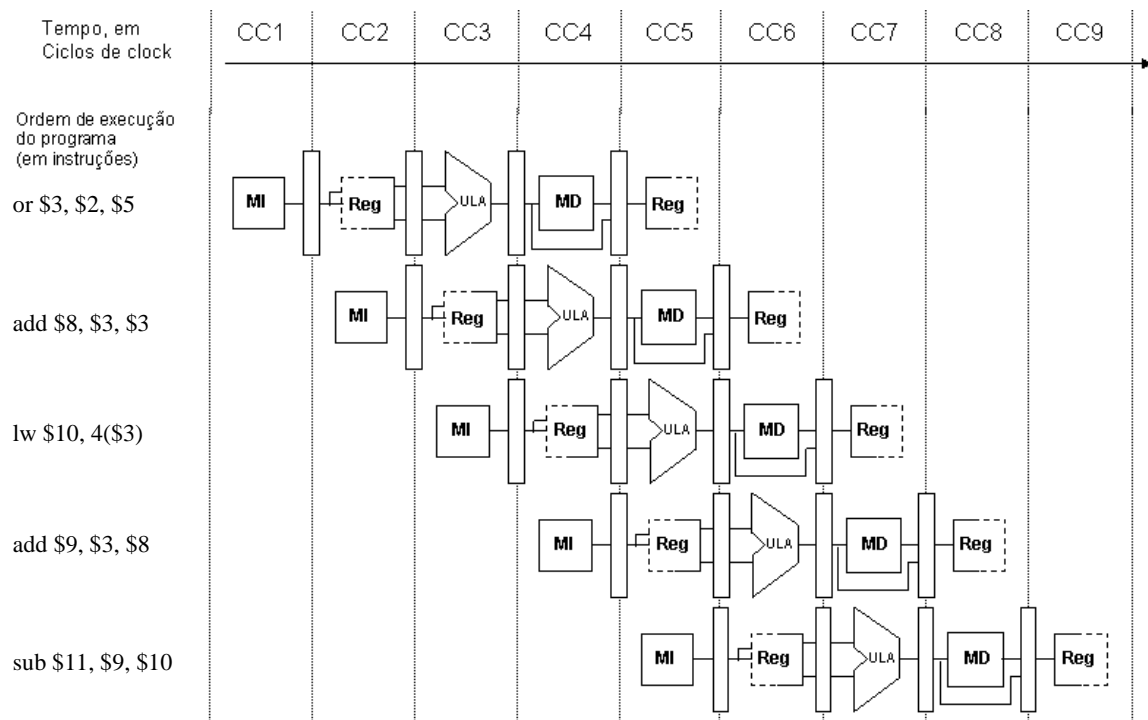 Tempo, em
Ciclos de clock
CC1 CC2 CC3 CC4 CC5 CC6 CC7 CC8 CC9
Ordem de execução
do programa
(em instruções)
or $3, $2, $5
MI Reg ULA MD Reg
add $8, $3, $3
MI Reg ULA MD Reg
lw $10, 4($3)
MI Reg ULA MD Reg
add $9, $3, $8
MI Reg ULA MD Reg
sub $11, $9, $10
MI Reg ULA MD Reg